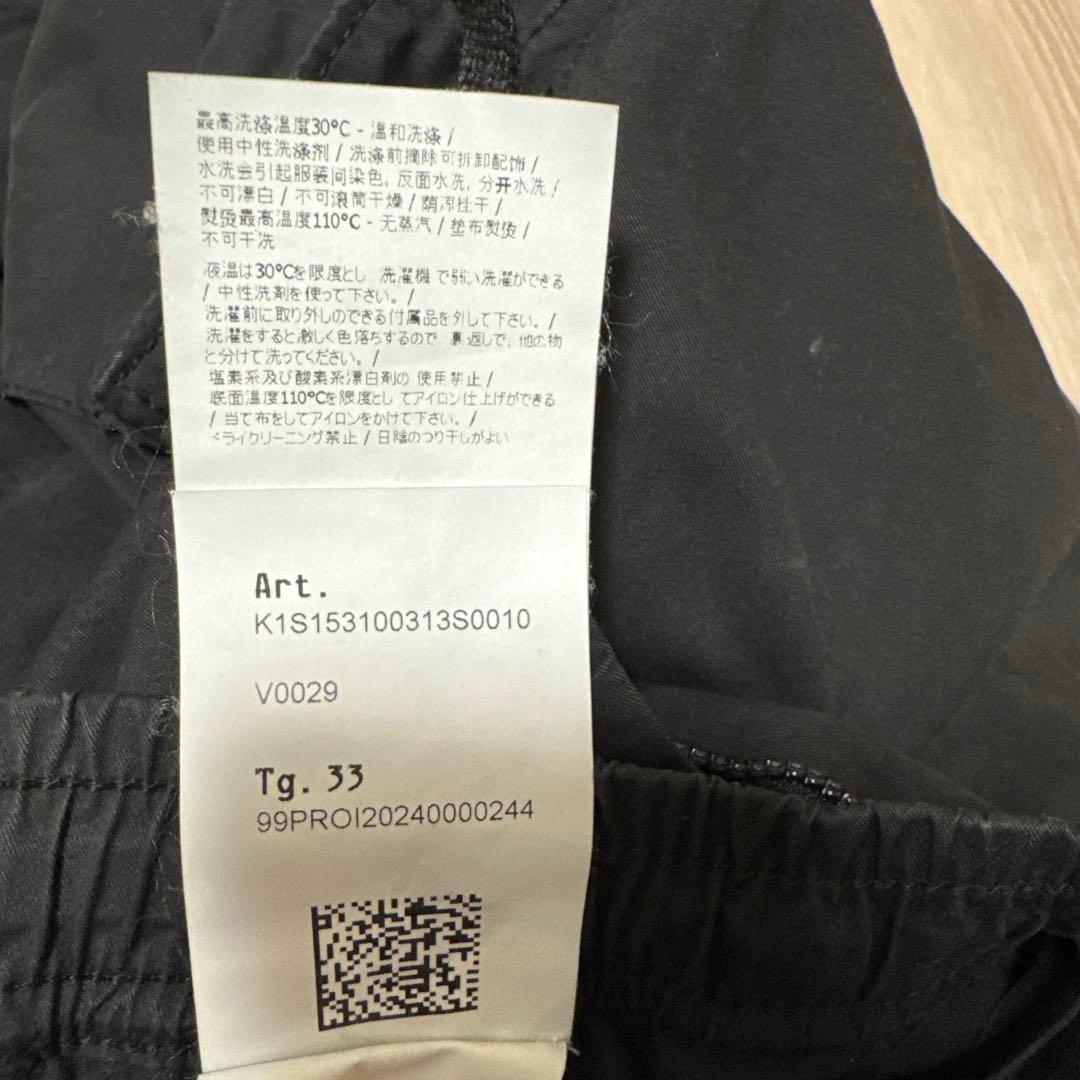 最高洗涤温度30°C - 温和洗涤 /
使用中性洗涤剂 / 洗涤前摘除可拆卸配饰 /
水洗会引起服装间染色, 反面水洗, 分开水洗 /
不可漂白 / 不可滚筒干燥 / 荫凉挂干 /
熨烫最高温度110°C - 无蒸汽 / 垫布熨烫 /
不可干洗
液温は30°Cを限度とし 洗濯機 で弱い洗濯ができる
/ 中性洗剤を使って下さい。 /
洗濯前に取り外しのできる付属品を外して下さい。 /
洗濯をすると激しく色落ちするので 裏返しで, 他の物
と分けて洗ってください。 /
塩素系及び酸素系漂白剤の 使用禁止 /
底面温度110°Cを限度とし てアイロン仕上げができる
/ 当て布をしてアイロンをかけて下さい。 /
ドライクリーニング禁止 / 日陰のつり干しがよい
Art.
K1S153100313S0010
V0029
Tg. 33
99PROI20240000244